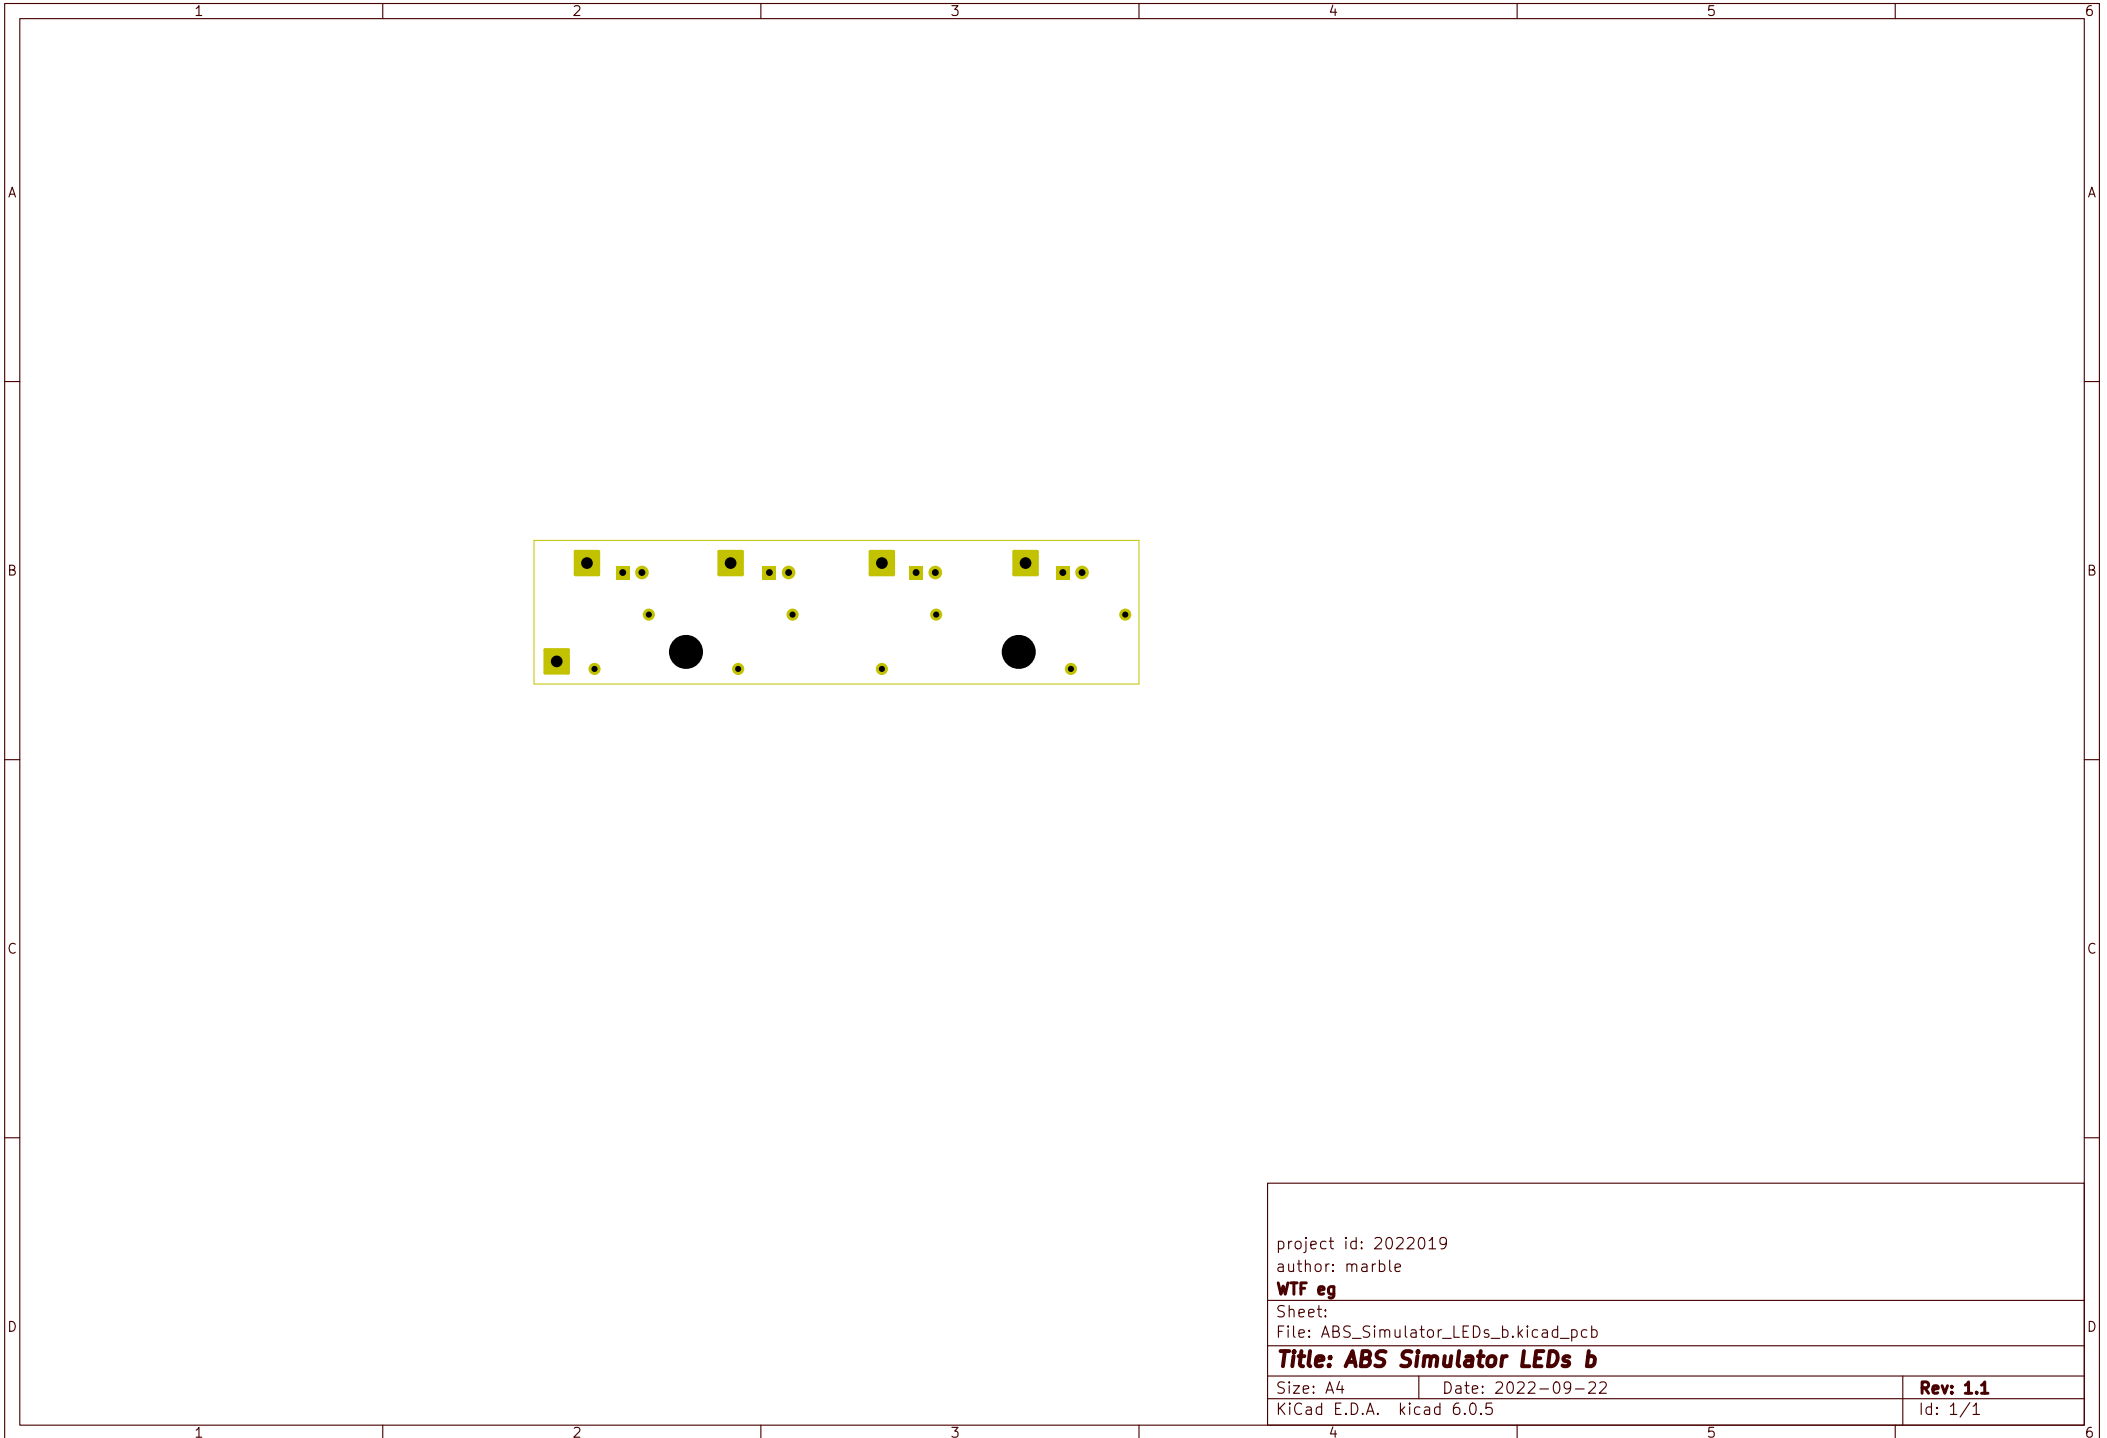 1 2 3 4 5 6
A A
B B
C C
project id: 2022019
author: marble
WTF eg
Sheet:
D D
File: ABS_Simulator_LEDs_b.kicad_pcb
Title: ABS Simulator LEDs b
Size: A4 Date: 2022-09-22 Rev: 1.1
KiCad E.D.A. kicad 6.0.5 Id: 1/1
1 2 3 4 5 6